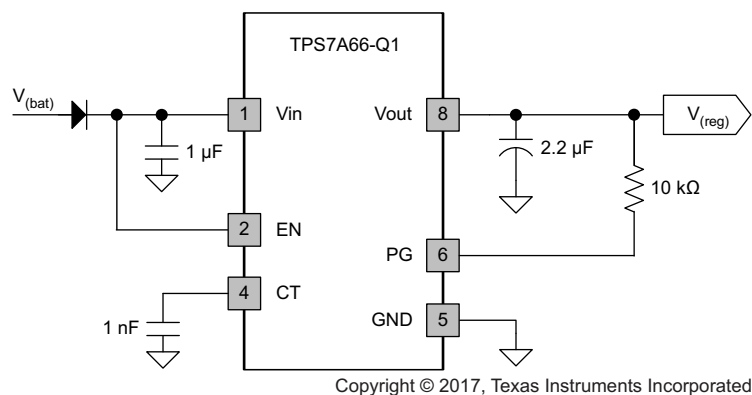 TPS7A66-Q1
V(bat)
1
Vin
Vout
8
V(reg)
1 µF
2.2 µF
10 kΩ
2
EN
PG
6
4
CT
1 nF
GND
5
Copyright © 2017, Texas Instruments Incorporated